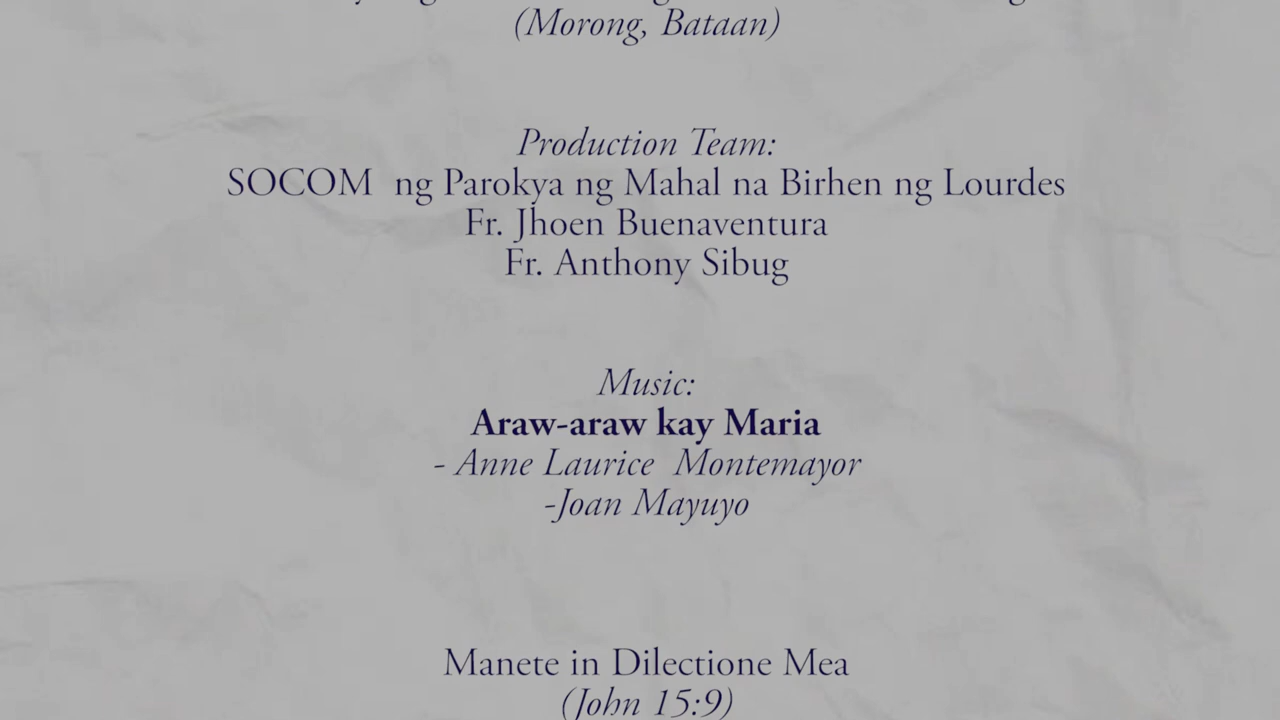 (Morong, Bataan)
Production Team:
SOCOM ng Parokya ng Mahal na Birhen ng Lourdes
Fr. Jhoen Buenaventura
Fr. Anthony Sibug
Music:
Araw-araw kay Maria
- Anne Laurice Montemayor
-Joan Mayuyo
Manete in Dilectione Mea
(John 15:9)